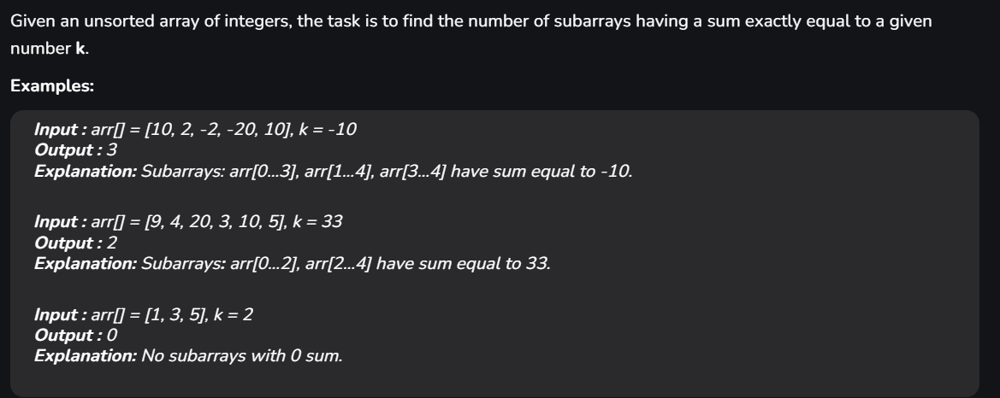 Given an unsorted array of integers, the task is to find the number of subarrays having a sum exactly equal to a given
number k.
Examples:
Input : arr[] = [10, 2, -2, -20, 10], k = -10
Output : 3
Explanation: Subarrays: arr[0...3], arr[1...4], arr[3...4] have sum equal to -10.
Input : arr[] = [9, 4, 20, 3, 10, 5], k = 33
Output : 2
Explanation: Subarrays: arr[0...2], arr[2...4] have sum equal to 33.
Input : arr[] = [1, 3, 5], k = 2
Output : 0
Explanation: No subarrays with 0 sum.